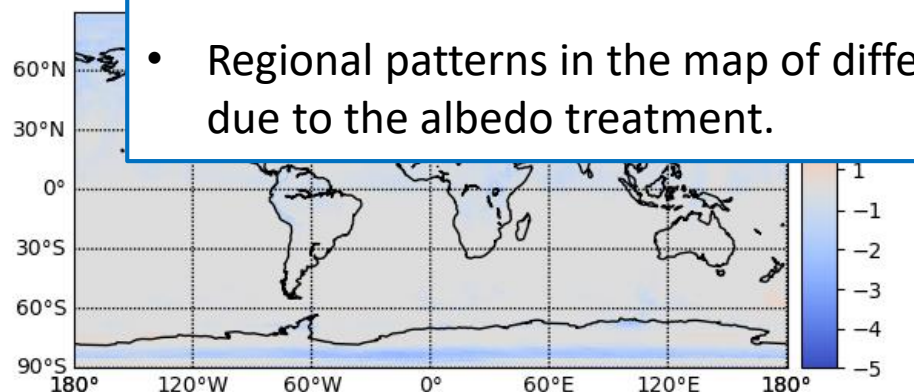 • Regional patterns in the map of diffe
due to the albedo treatment.
60°N
30°N
0°
30°S
60°S
90°S
180° 120°W 60°W 0° 60°E 120°E 180°
1
−1
−2
−3
−4
−5